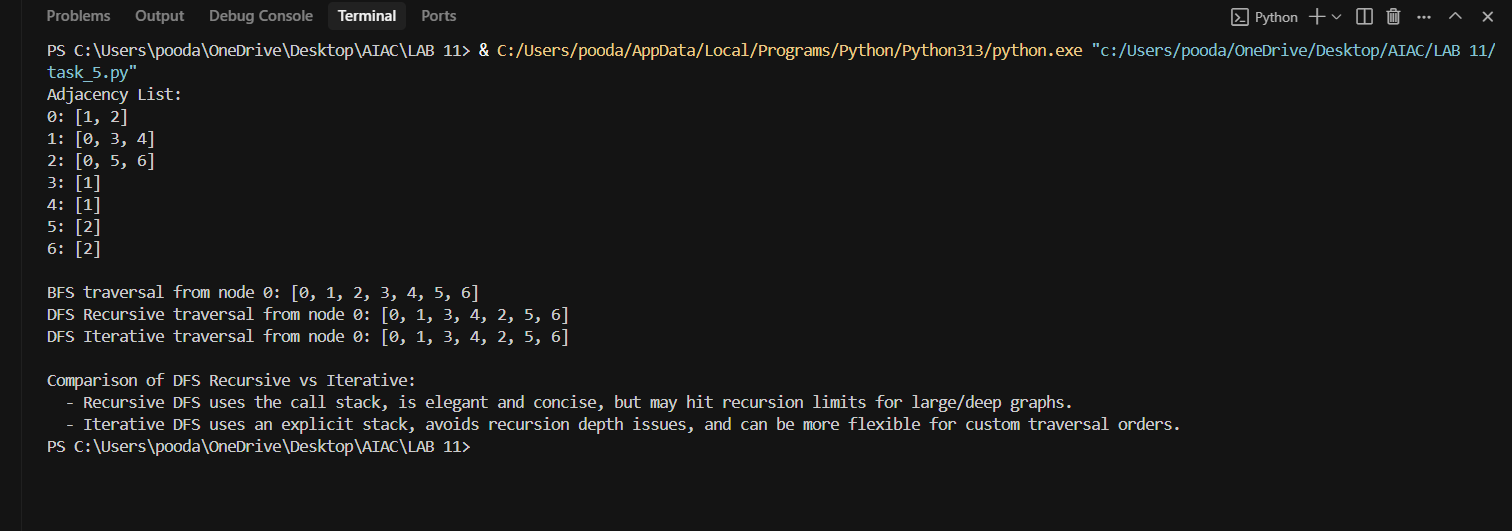 Problems Output Debug Console Terminal Ports Python
PS C:\Users\pooda\OneDrive\Desktop\AIAC\LAB 11> & C:/Users/pooda/AppData/Local/Programs/Python/Python313/python.exe "c:/Users/pooda/OneDrive/Desktop/AIAC/LAB 11/
task_5.py"
Adjacency List:
0: [1, 2]
1: [0, 3, 4]
2: [0, 5, 6]
3: [1]
4: [1]
5: [2]
6: [2]
BFS traversal from node 0: [0, 1, 2, 3, 4, 5, 6]
DFS Recursive traversal from node 0: [0, 1, 3, 4, 2, 5, 6]
DFS Iterative traversal from node 0: [0, 1, 3, 4, 2, 5, 6]
Comparison of DFS Recursive vs Iterative:
- Recursive DFS uses the call stack, is elegant and concise, but may hit recursion limits for large/deep graphs.
- Iterative DFS uses an explicit stack, avoids recursion depth issues, and can be more flexible for custom traversal orders.
PS C:\Users\pooda\OneDrive\Desktop\AIAC\LAB 11>